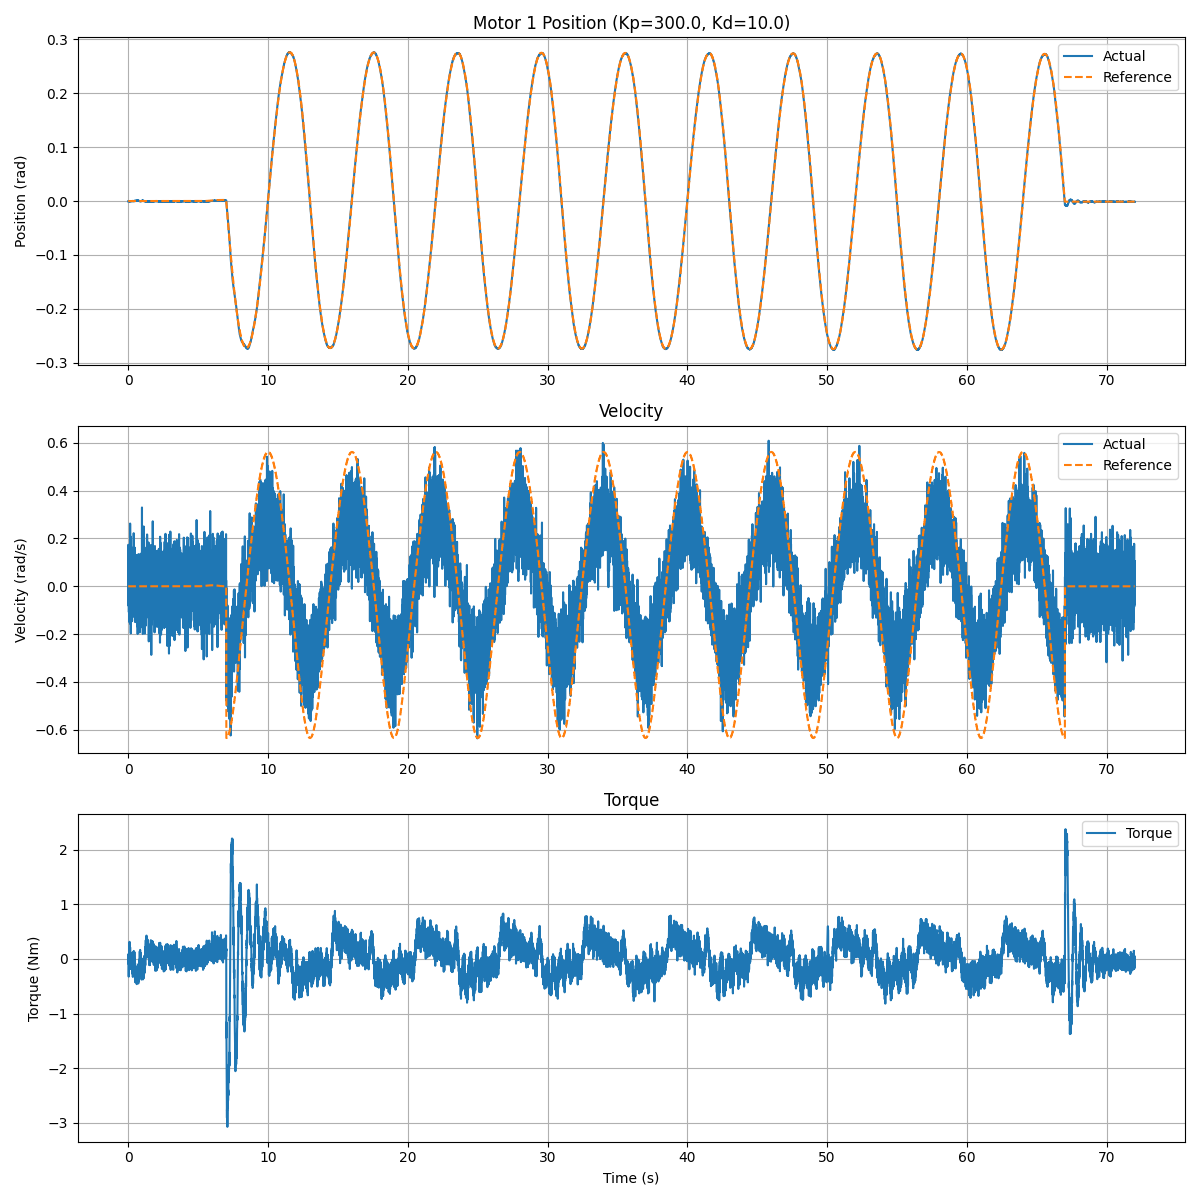 Motor 1 Position (Kp=300.0, Kd=10.0)
0.3
0.2
0.1
0.0
−0.1
−0.2
−0.3
Position (rad)
Actual
Reference
0 10 20 30 40 50 60 70
Velocity
0.6
0.4
0.2
0.0
−0.2
−0.4
−0.6
Velocity (rad/s)
Actual
Reference
0 10 20 30 40 50 60 70
Torque
2
1
0
−1
−2
−3
Torque (Nm)
Torque
0 10 20 30 40 50 60 70
Time (s)